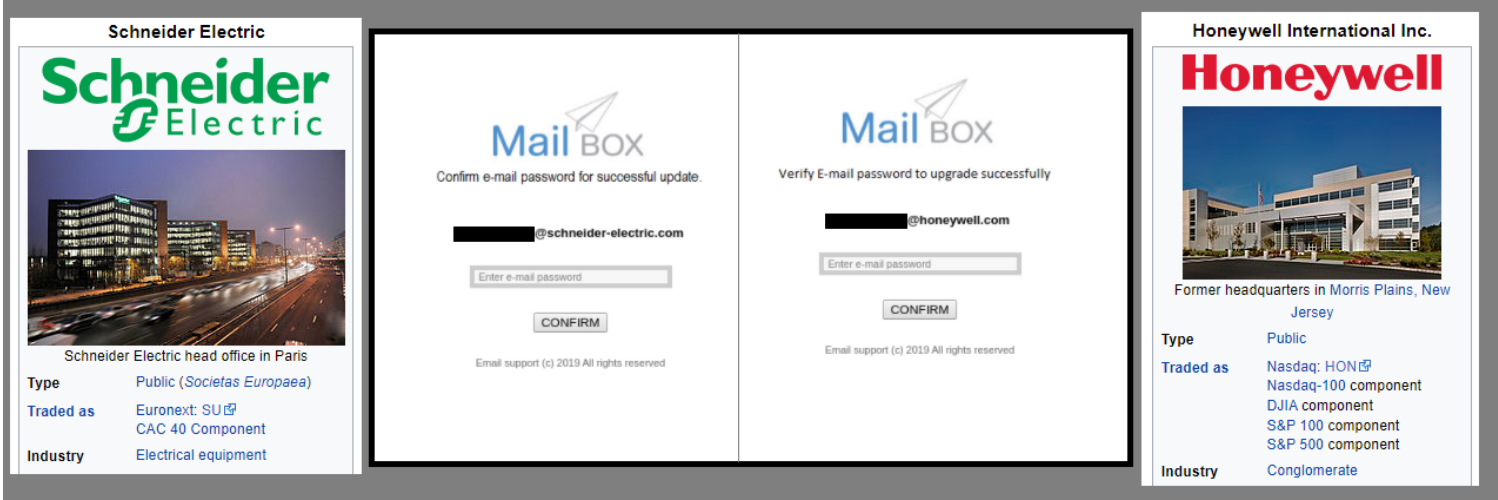 Schneider Electric
Schneider
Electric
Schneider Electric head office in Paris
Type Public (Societas Europaea)
Traded as Euronext: SU
CAC 40 Component
Industry Electrical equipment
Mail BOX
Confirm e-mail password for successful update.
@schneider-electric.com
Enter e-mail password
CONFIRM
Email support (c) 2019 All rights reserved
Mail BOX
Verify E-mail password to upgrade successfully
@honeywell.com
Enter e-mail password
CONFIRM
Email support (c) 2019 All rights reserved
Honeywell International Inc.
Honeywell
Former headquarters in Morris Plains, New
Jersey
Type Public
Traded as Nasdaq: HON
Nasdaq-100 component
DJIA component
S&P 100 component
S&P 500 component
Industry Conglomerate